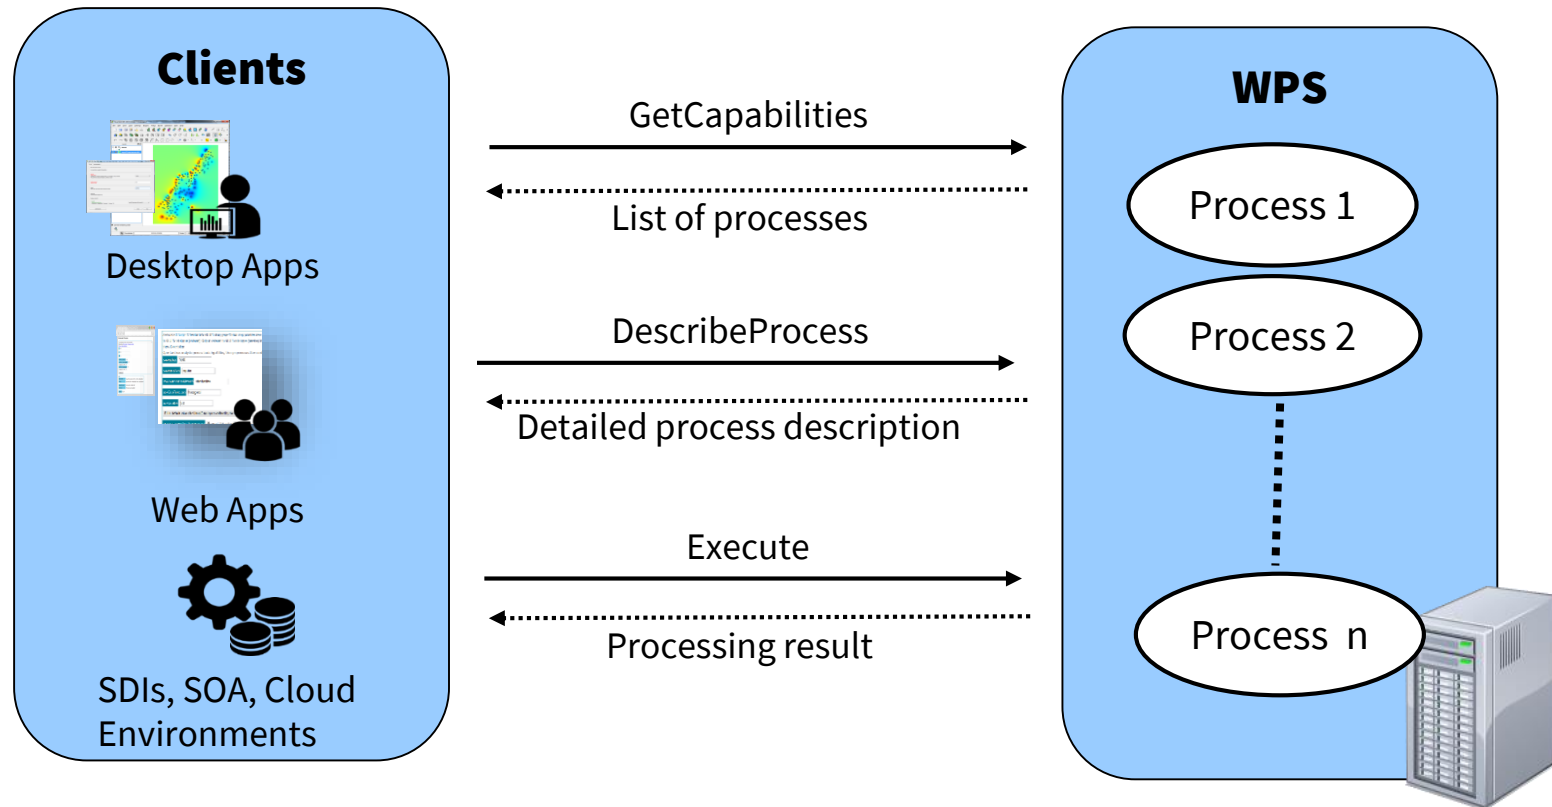 Clients
Desktop Apps
Web Apps
SDIs, SOA, Cloud
Environments
GetCapabilities
List of processes
DescribeProcess
Detailed process description
Execute
Processing result
WPS
Process 1
Process 2
Process n